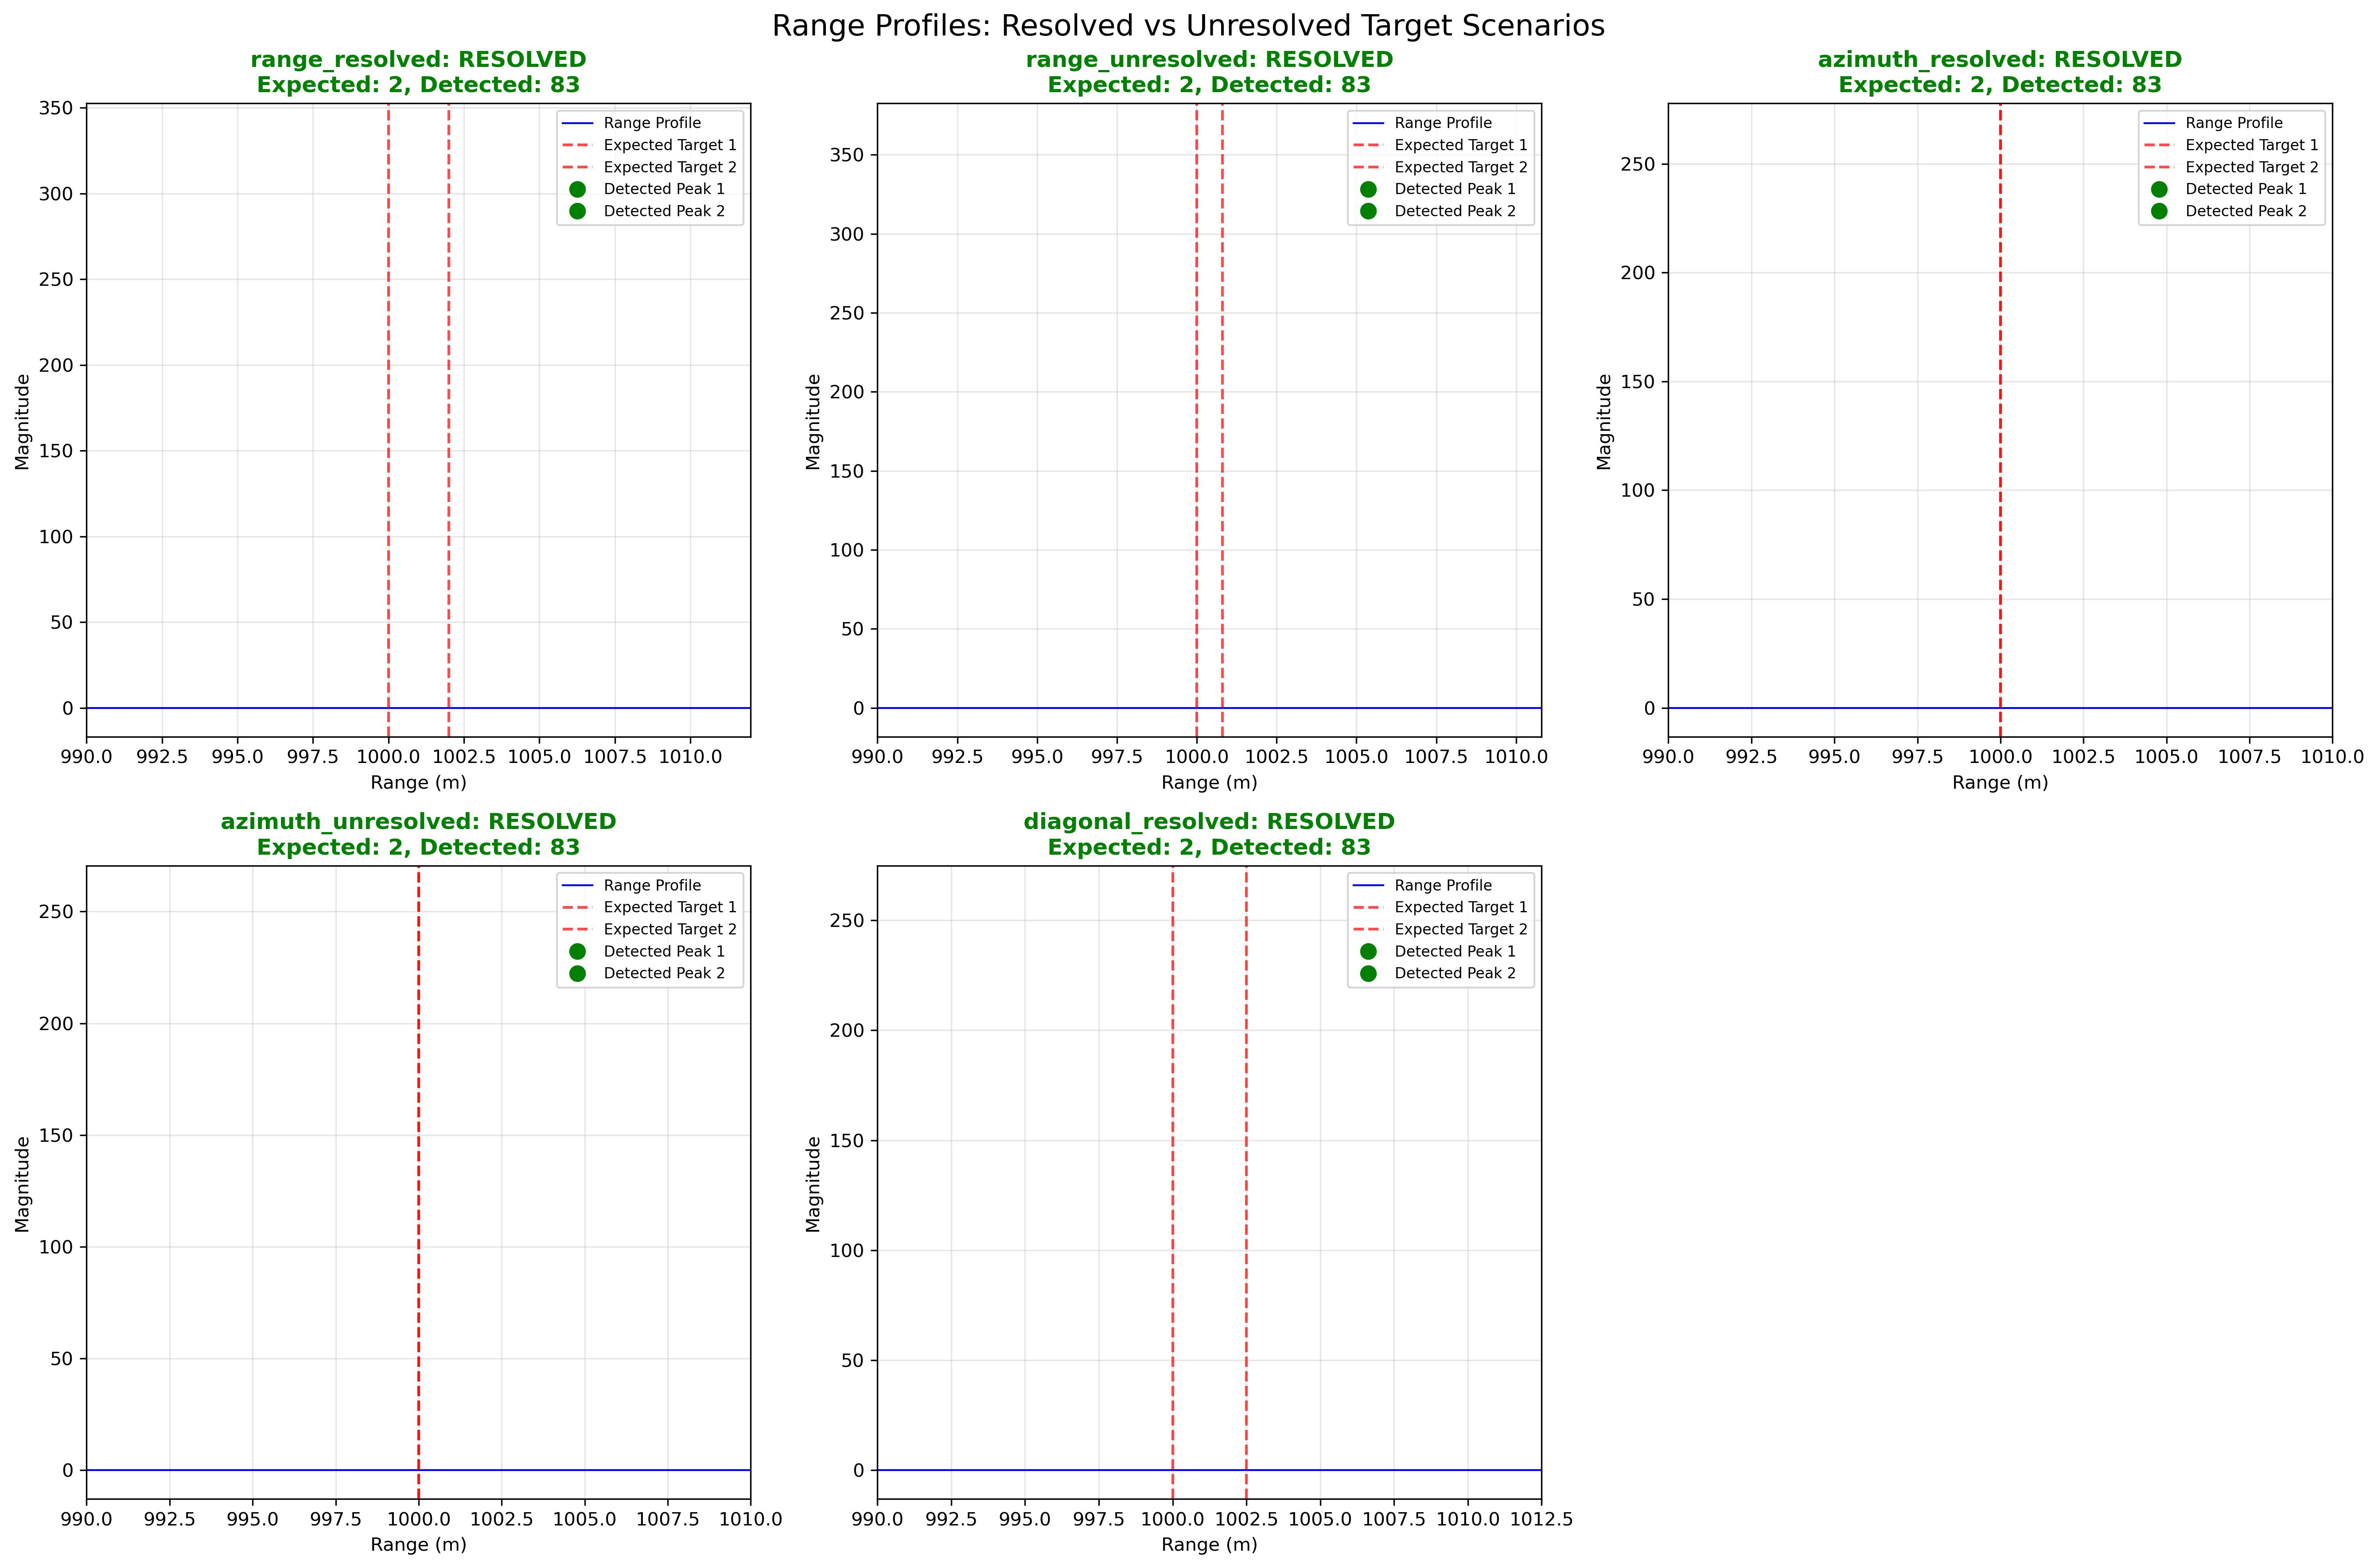 Range Profiles: Resolved vs Unresolved Target Scenarios
range_resolved: RESOLVED
Expected: 2, Detected: 83
350
300
250
200
150
100
50
0
Magnitude
990.0 992.5 995.0 997.5 1000.0 1002.5 1005.0 1007.5 1010.0
Range (m)
Range Profile
Expected Target 1
Expected Target 2
Detected Peak 1
Detected Peak 2
range_unresolved: RESOLVED
Expected: 2, Detected: 83
350
300
250
200
150
100
50
0
Magnitude
990.0 992.5 995.0 997.5 1000.0 1002.5 1005.0 1007.5 1010.0
Range (m)
Range Profile
Expected Target 1
Expected Target 2
Detected Peak 1
Detected Peak 2
azimuth_resolved: RESOLVED
Expected: 2, Detected: 83
250
200
150
100
50
0
Magnitude
990.0 992.5 995.0 997.5 1000.0 1002.5 1005.0 1007.5 1010.0
Range (m)
Range Profile
Expected Target 1
Expected Target 2
Detected Peak 1
Detected Peak 2
azimuth_unresolved: RESOLVED
Expected: 2, Detected: 83
250
200
150
100
50
0
Magnitude
990.0 992.5 995.0 997.5 1000.0 1002.5 1005.0 1007.5 1010.0
Range (m)
Range Profile
Expected Target 1
Expected Target 2
Detected Peak 1
Detected Peak 2
diagonal_resolved: RESOLVED
Expected: 2, Detected: 83
250
200
150
100
50
0
Magnitude
990.0 992.5 995.0 997.5 1000.0 1002.5 1005.0 1007.5 1010.0 1012.5
Range (m)
Range Profile
Expected Target 1
Expected Target 2
Detected Peak 1
Detected Peak 2